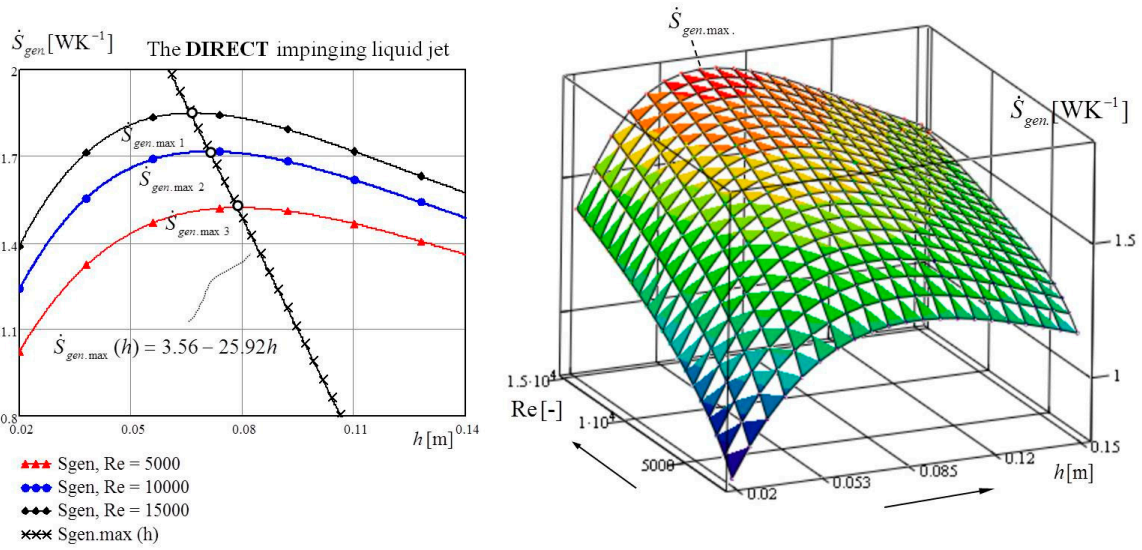 Ṡgen. [WK⁻¹]
The DIRECT impinging liquid jet
2
1.7
1.4
1.1
0.8
Ṡgen.max 1
Ṡgen.max 2
Ṡgen.max 3
Ṡgen.max (h) = 3.56 – 25.92h
0.02
0.05
0.08
0.11
0.14
h [m]
Sgen, Re = 5000
Sgen, Re = 10000
Sgen, Re = 15000
Sgen.max (h)
Ṡgen.max.
Ṡgen. [WK⁻¹]
1.5
1
1.5·10⁴
Re [-]
1·10⁴
5000
0.02
0.053
0.085
0.12
0.15
h [m]